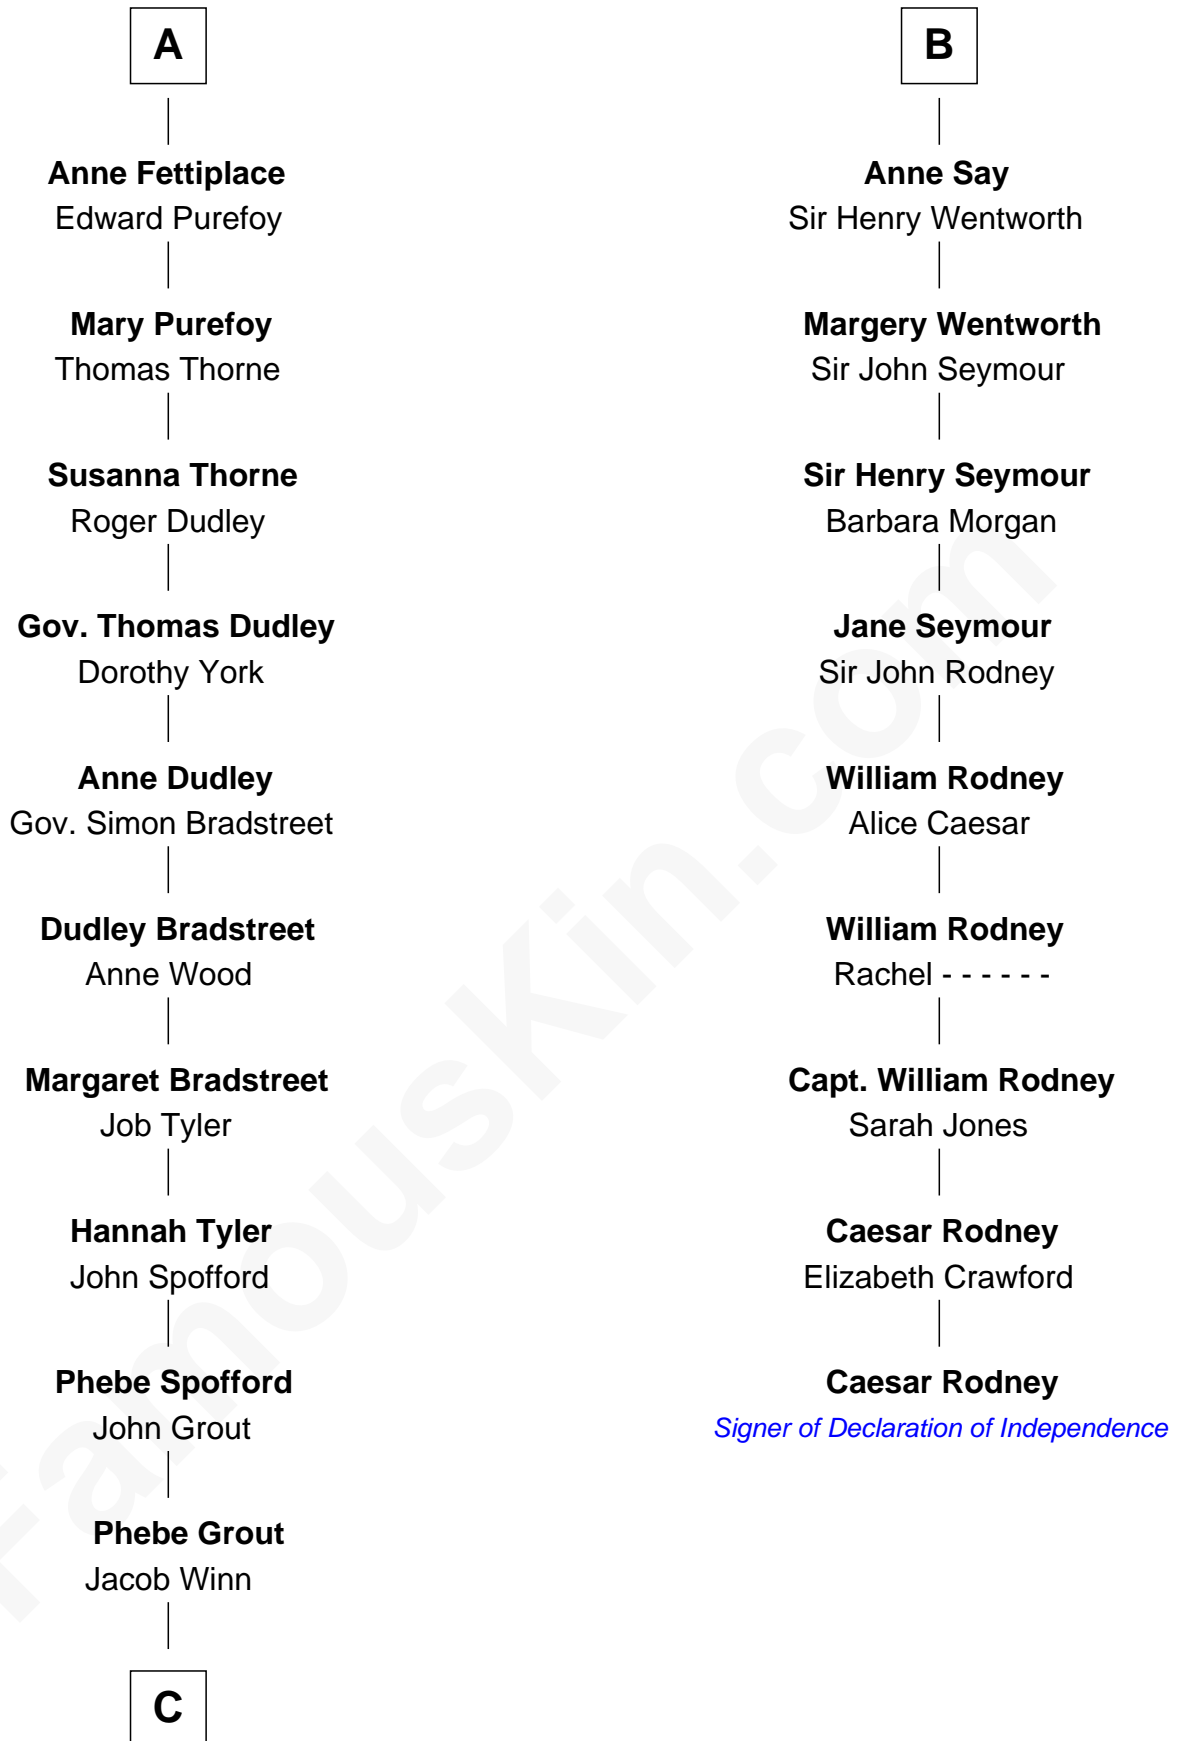 A
Anne Fettiplace
Edward Purefoy
Mary Purefoy
Thomas Thorne
Susanna Thorne
Roger Dudley
Gov. Thomas Dudley
Dorothy York
Anne Dudley
Gov. Simon Bradstreet
Dudley Bradstreet
Anne Wood
Margaret Bradstreet
Job Tyler
Hannah Tyler
John Spofford
Phebe Spofford
John Grout
Phebe Grout
Jacob Winn
C
B
Anne Say
Sir Henry Wentworth
Margery Wentworth
Sir John Seymour
Sir Henry Seymour
Barbara Morgan
Jane Seymour
Sir John Rodney
William Rodney
Alice Caesar
William Rodney
Rachel - - - - - -
Capt. William Rodney
Sarah Jones
Caesar Rodney
Elizabeth Crawford
Caesar Rodney
Signer of Declaration of Independence
FamousKin.com